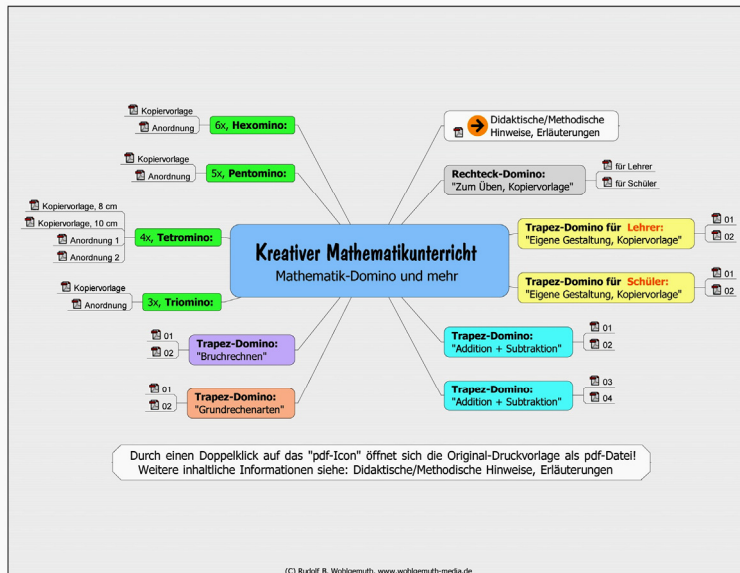 Kreativer Mathematikunterricht
Mathematik-Domino und mehr
Kopiervorlage
Anordnung
6x, Hexomino:
Kopiervorlage
Anordnung
5x, Pentomino:
Kopiervorlage, 8 cm
Kopiervorlage, 10 cm
Anordnung 1
Anordnung 2
4x, Tetromino:
Kopiervorlage
Anordnung
3x, Triomino:
01
02
Trapez-Domino:
"Bruchrechnen"
01
02
Trapez-Domino:
"Grundrechenarten"
Didaktische/Methodische
Hinweise, Erläuterungen
Rechteck-Domino:
"Zum Üben, Kopiervorlage"
für Lehrer
für Schüler
Trapez-Domino für Lehrer:
"Eigene Gestaltung, Kopiervorlage"
01
02
Trapez-Domino für Schüler:
"Eigene Gestaltung, Kopiervorlage"
01
02
Trapez-Domino:
"Addition + Subtraktion"
01
02
Trapez-Domino:
"Addition + Subtraktion"
03
04
Durch einen Doppelklick auf das "pdf-Icon" öffnet sich die Original-Druckvorlage als pdf-Datei!
Weitere inhaltliche Informationen siehe: Didaktische/Methodische Hinweise, Erläuterungen
(C) Rudolf B. Wohlgemuth, www.wohlgemuth-media.de